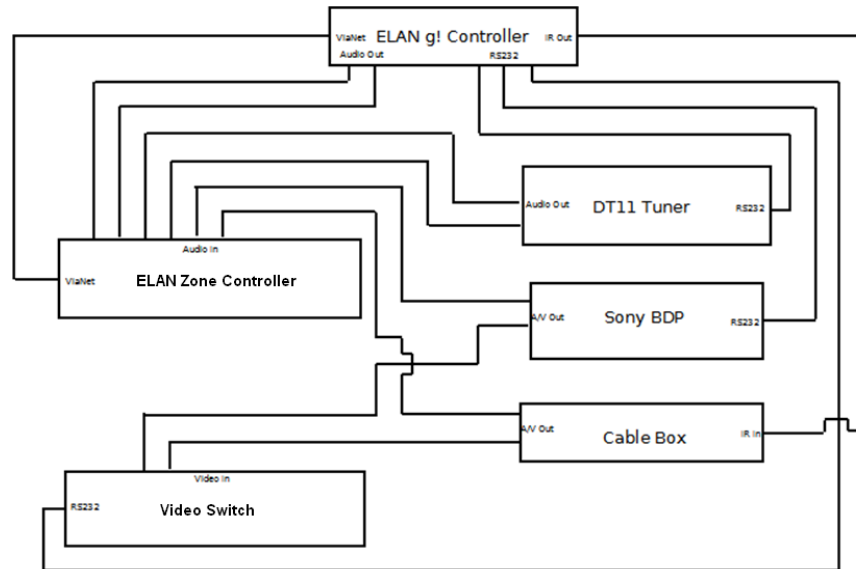 ViaNet ELAN g! Controller IR Out
Audio Out RS232
Audio Out DT11 Tuner RS232
Audio In
ViaNet ELAN Zone Controller
A/V Out Sony BDP RS232
A/V Out Cable Box IR In
Video In
RS232 Video Switch